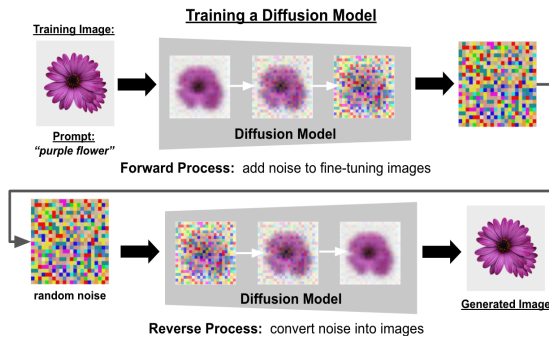 Training a Diffusion Model
Training Image:
Prompt:
“purple flower”
Diffusion Model
Forward Process: add noise to fine-tuning images
random noise
Diffusion Model
Generated Image
Reverse Process: convert noise into images